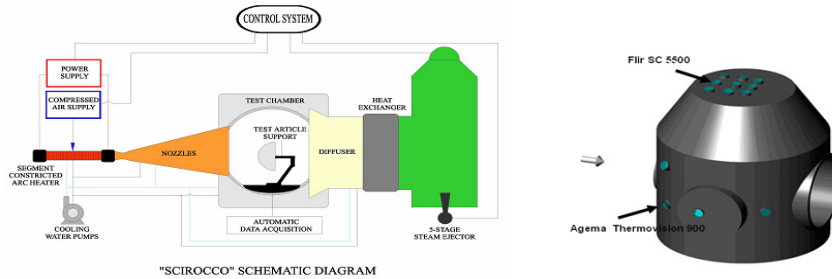 CONTROL SYSTEM
POWER
SUPPLY
COMPRESSED
AIR SUPPLY
SEGMENT
CONSTRICTED
ARC HEATER
COOLING
WATER PUMPS
NOZZLES
TEST CHAMBER
TEST ARTICLE
SUPPORT
AUTOMATIC
DATA ACQUISITION
DIFFUSER
HEAT
EXCHANGER
5-STAGE
STEAM EJECTOR
"SCIROCCO" SCHEMATIC DIAGRAM
Flir SC 5500
Agema Thermovision 900